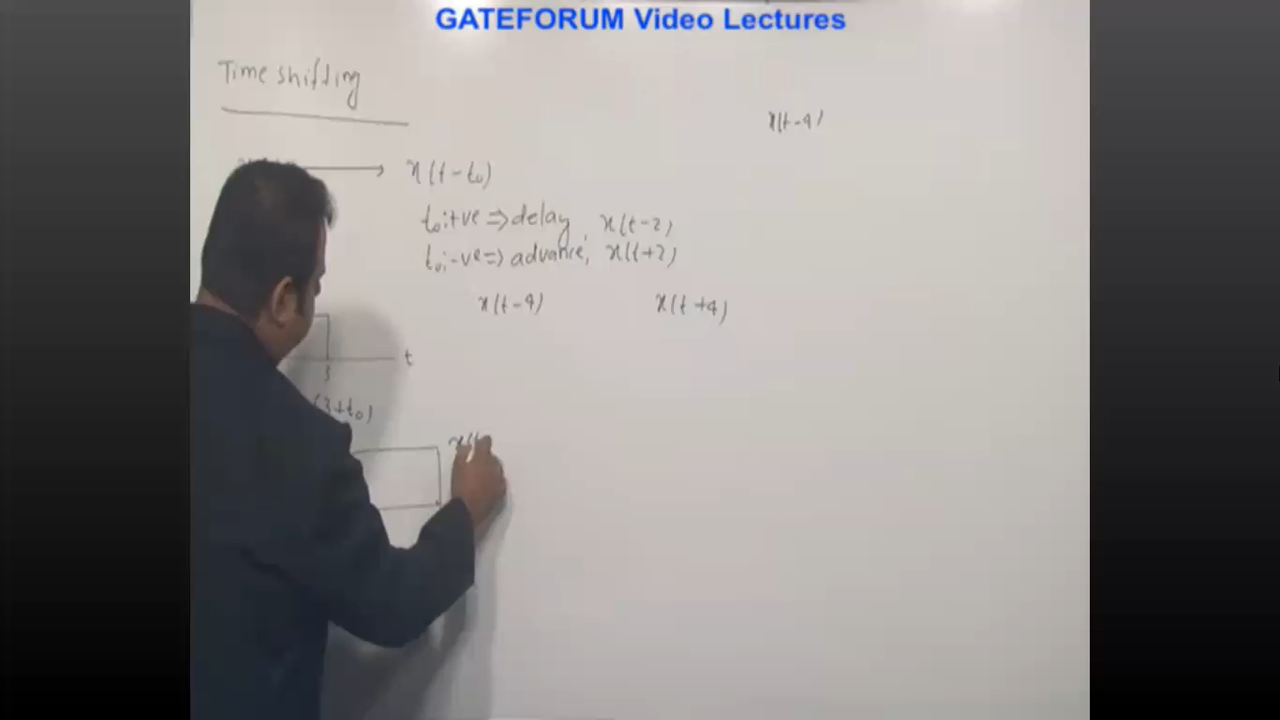 GATEFORUM Video Lectures
Time shifting
x(t-4)
x(t-t₀)
t₀:+ve⇒delay, x(t-2)
t₀:-ve⇒advance; x(t+2)
x(t-4) x(t+4)
t
3
(3+t₀)
x(t